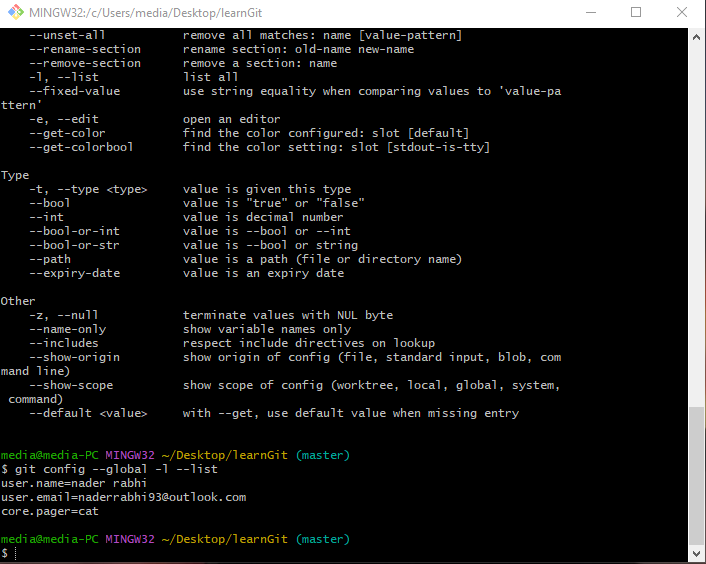 MINGW32:/c/Users/media/Desktop/learnGit
    --unset-all           remove all matches: name [value-pattern]
    --rename-section      rename section: old-name new-name
    --remove-section      remove a section: name
    -l, --list            list all
    --fixed-value         use string equality when comparing values to 'value-pa
ttern'
    -e, --edit            open an editor
    --get-color           find the color configured: slot [default]
    --get-colorbool       find the color setting: slot [stdout-is-tty]
Type
    -t, --type <type>     value is given this type
    --bool                value is "true" or "false"
    --int                 value is decimal number
    --bool-or-int         value is --bool or --int
    --bool-or-str         value is --bool or string
    --path                value is a path (file or directory name)
    --expiry-date         value is an expiry date
Other
    -z, --null            terminate values with NUL byte
    --name-only           show variable names only
    --includes            respect include directives on lookup
    --show-origin         show origin of config (file, standard input, blob, com
mand line)
    --show-scope          show scope of config (worktree, local, global, system,
 command)
    --default <value>     with --get, use default value when missing entry
media@media-PC MINGW32 ~/Desktop/learnGit (master)
$ git config --global -l --list
user.name=nader rabhi
user.email=naderrabhi93@outlook.com
core.pager=cat
media@media-PC MINGW32 ~/Desktop/learnGit (master)
$